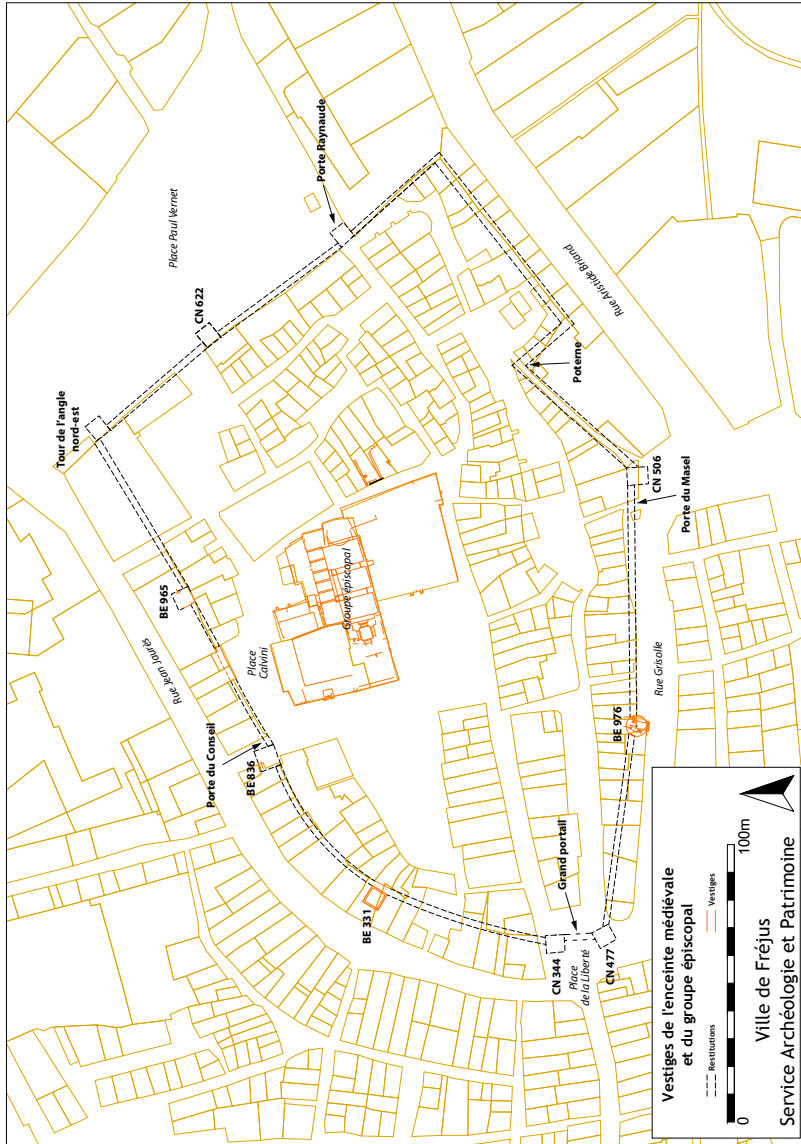 Place Paul Vernet
Porte Raynaude
CN 622
Tour de l'angle
nord-est
Rue Aristide Briand
Poterne
BE 965
Groupe épiscopal
Place
Calvini
Rue Jean Jaurès
CN 506
Porte du Masel
Porte du Conseil
BE 836
Rue Grisolle
BE 976
BE 331
Grand portail
CN 344
Place
de la Liberté
CN 477
Vestiges de l'enceinte médiévale
et du groupe épiscopal
Restitutions
Vestiges
0
100m
Ville de Fréjus
Service Archéologie et Patrimoine